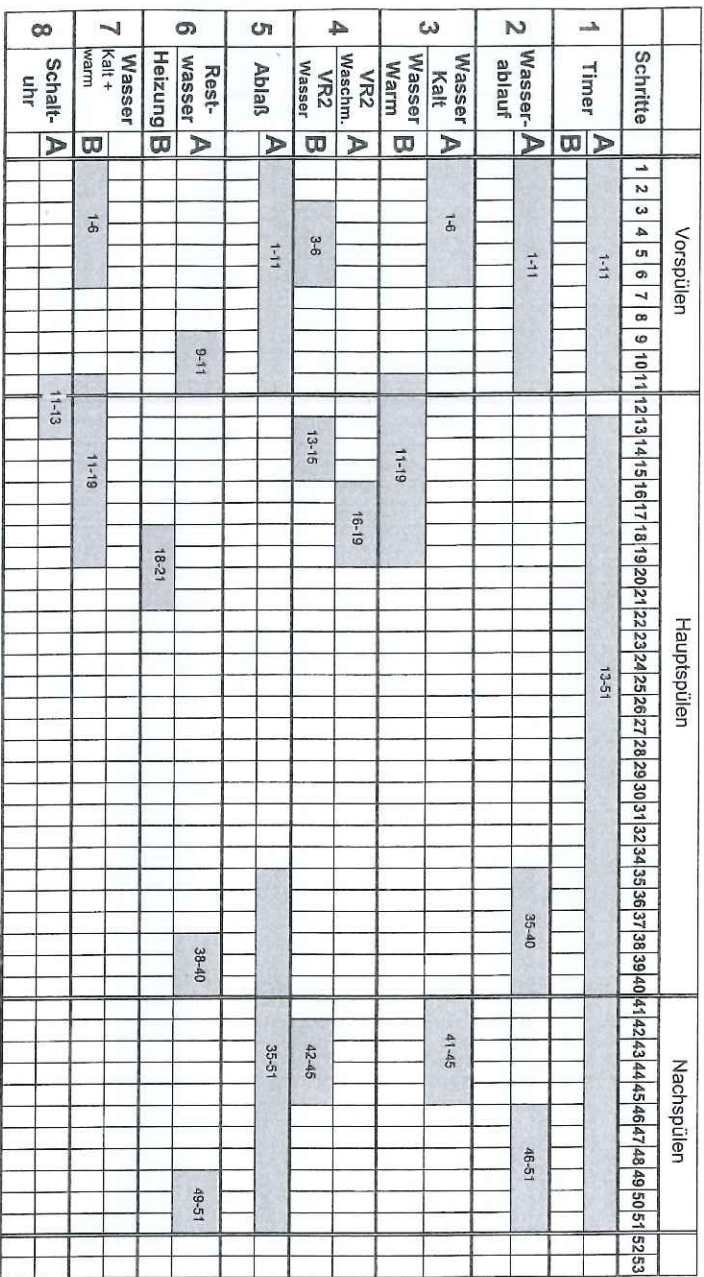 Vorspülen Hauptspülen Nachspülen
Schritte 1 2 3 4 5 6 7 8 9 10 11 12 13 14 15 16 17 18 19 20 21 22 23 24 25 26 27 28 29 30 31 32 34 35 36 37 38 39 40 41 42 43 44 45 46 47 48 49 50 51 52 53
1 Timer A 1-11 13-51
B
2 Wasser- A 1-11 35-40 46-51
ablauf
3 Wasser
Kalt A 1-6 41-45
Wasser
Warm B 11-19
4 VR2
Waschm. A 16-19
VR2
Wasser B 3-6 13-15 42-45
5 Ablaß A 1-11 35-51
6 Rest-
wasser A 9-11 38-40 49-51
Heizung B 18-21
7 Wasser
Kalt +
warm B 1-6 11-19
8 Schalt- A 11-13
uhr